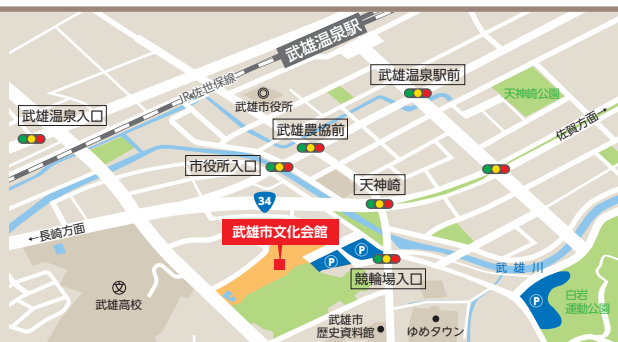 武雄温泉駅
JR佐世保線
武雄市役所
武雄温泉駅前
天神崎公園
武雄温泉入口
武雄農協前
佐賀方面→
市役所入口
天神崎
34
←長崎方面
武雄市文化会館
P
P
競輪場入口
武雄川
文
武雄高校
P
白岩
運動公園
武雄市
歴史資料館
ゆめタウン